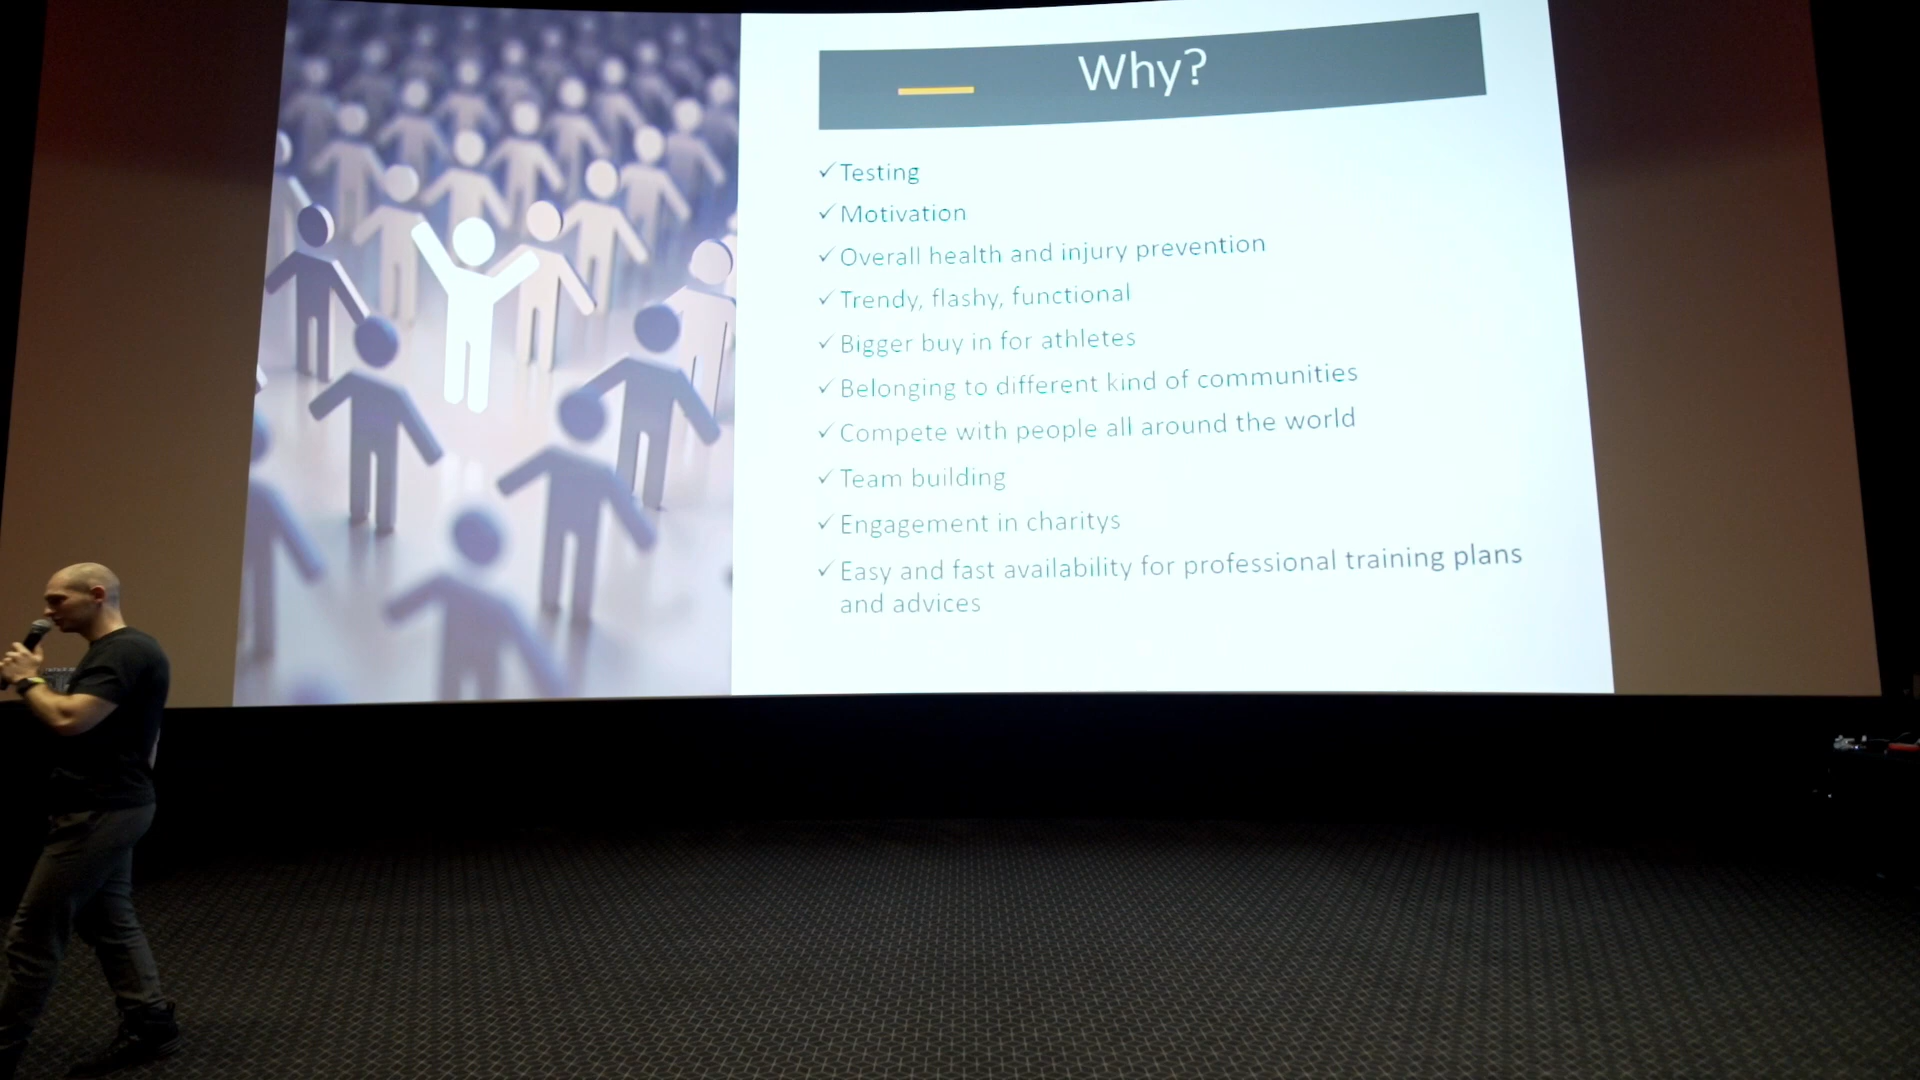 Why?
✓ Testing
✓ Motivation
✓ Overall health and injury prevention
✓ Trendy, flashy, functional
✓ Bigger buy in for athletes
✓ Belonging to different kind of communities
✓ Compete with people all around the world
✓ Team building
✓ Engagement in charitys
✓ Easy and fast availability for professional training plans
and advices